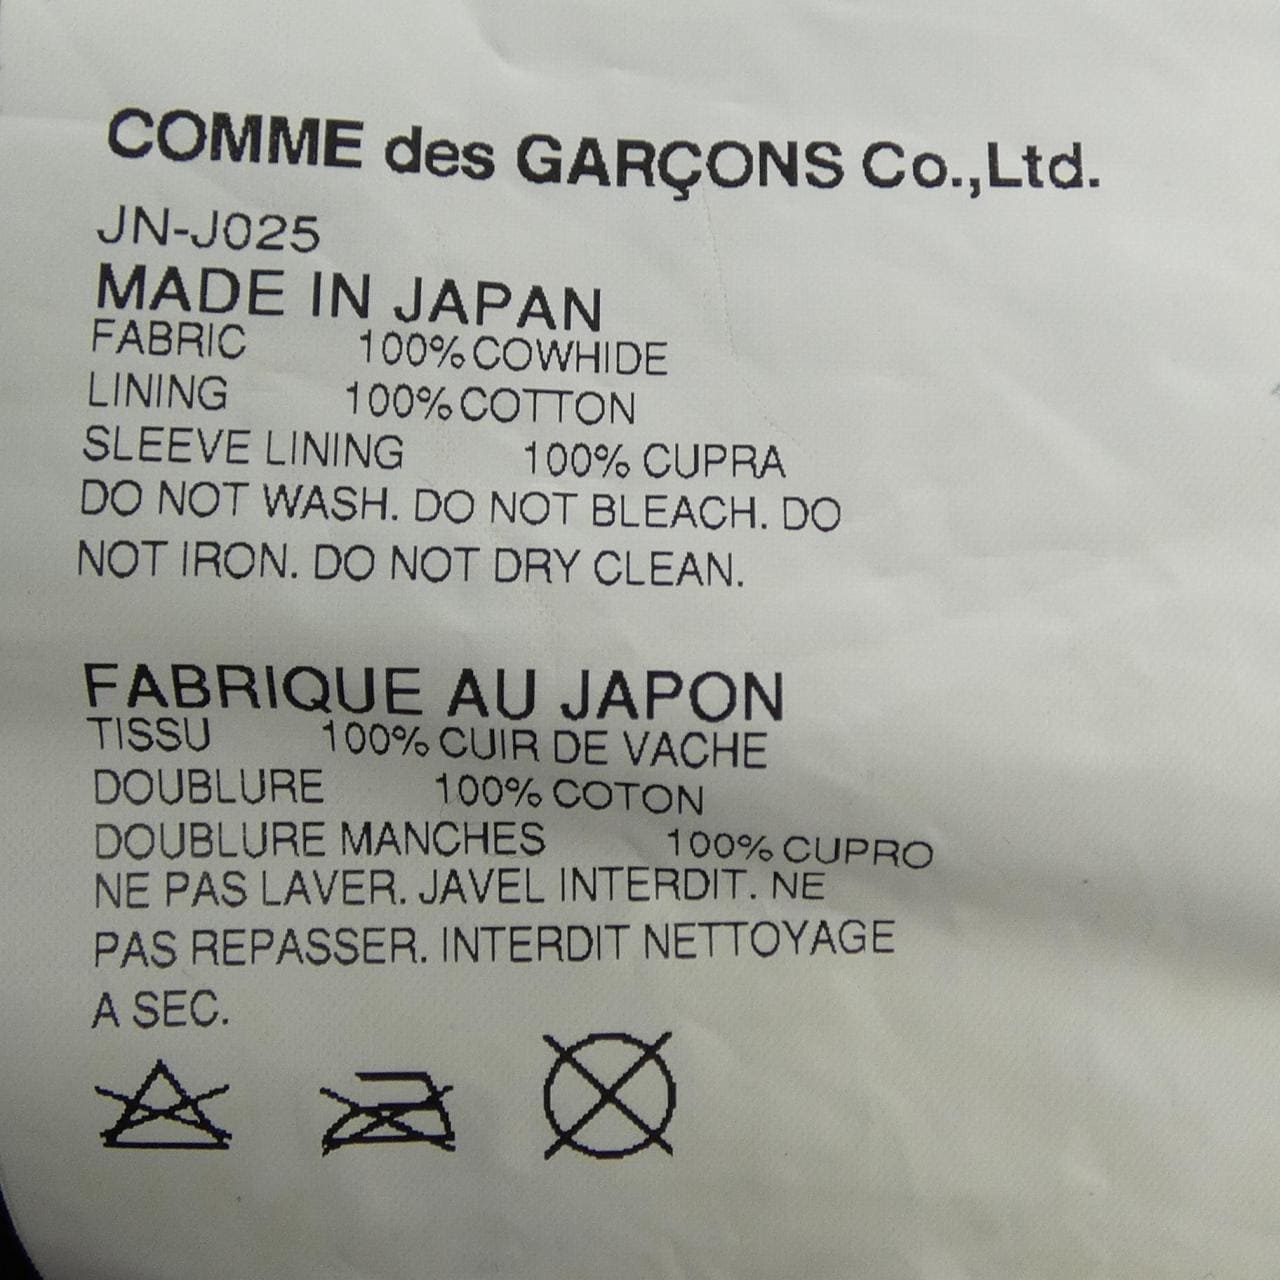 COMME des GARÇONS Co.,Ltd.
JN-J025
MADE IN JAPAN
FABRIC 100% COWHIDE
LINING 100% COTTON
SLEEVE LINING 100% CUPRA
DO NOT WASH. DO NOT BLEACH. DO
NOT IRON. DO NOT DRY CLEAN.
FABRIQUE AU JAPON
TISSU 100% CUIR DE VACHE
DOUBLURE 100% COTON
DOUBLURE MANCHES 100% CUPRO
NE PAS LAVER. JAVEL INTERDIT. NE
PAS REPASSER. INTERDIT NETTOYAGE
A SEC.